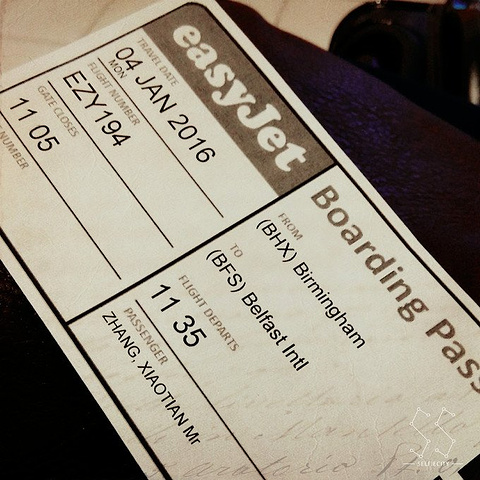 easyJet
TRAVEL DATE
MON
04 JAN 2016
FLIGHT NUMBER
EZY194
GATE CLOSES
11 05
NUMBER
Boarding Pass
FROM
(BHX) Birmingham
TO
(BFS) Belfast Intl
FLIGHT DEPARTS
11 35
PASSENGER
ZHANG, XIAOTIAN Mr